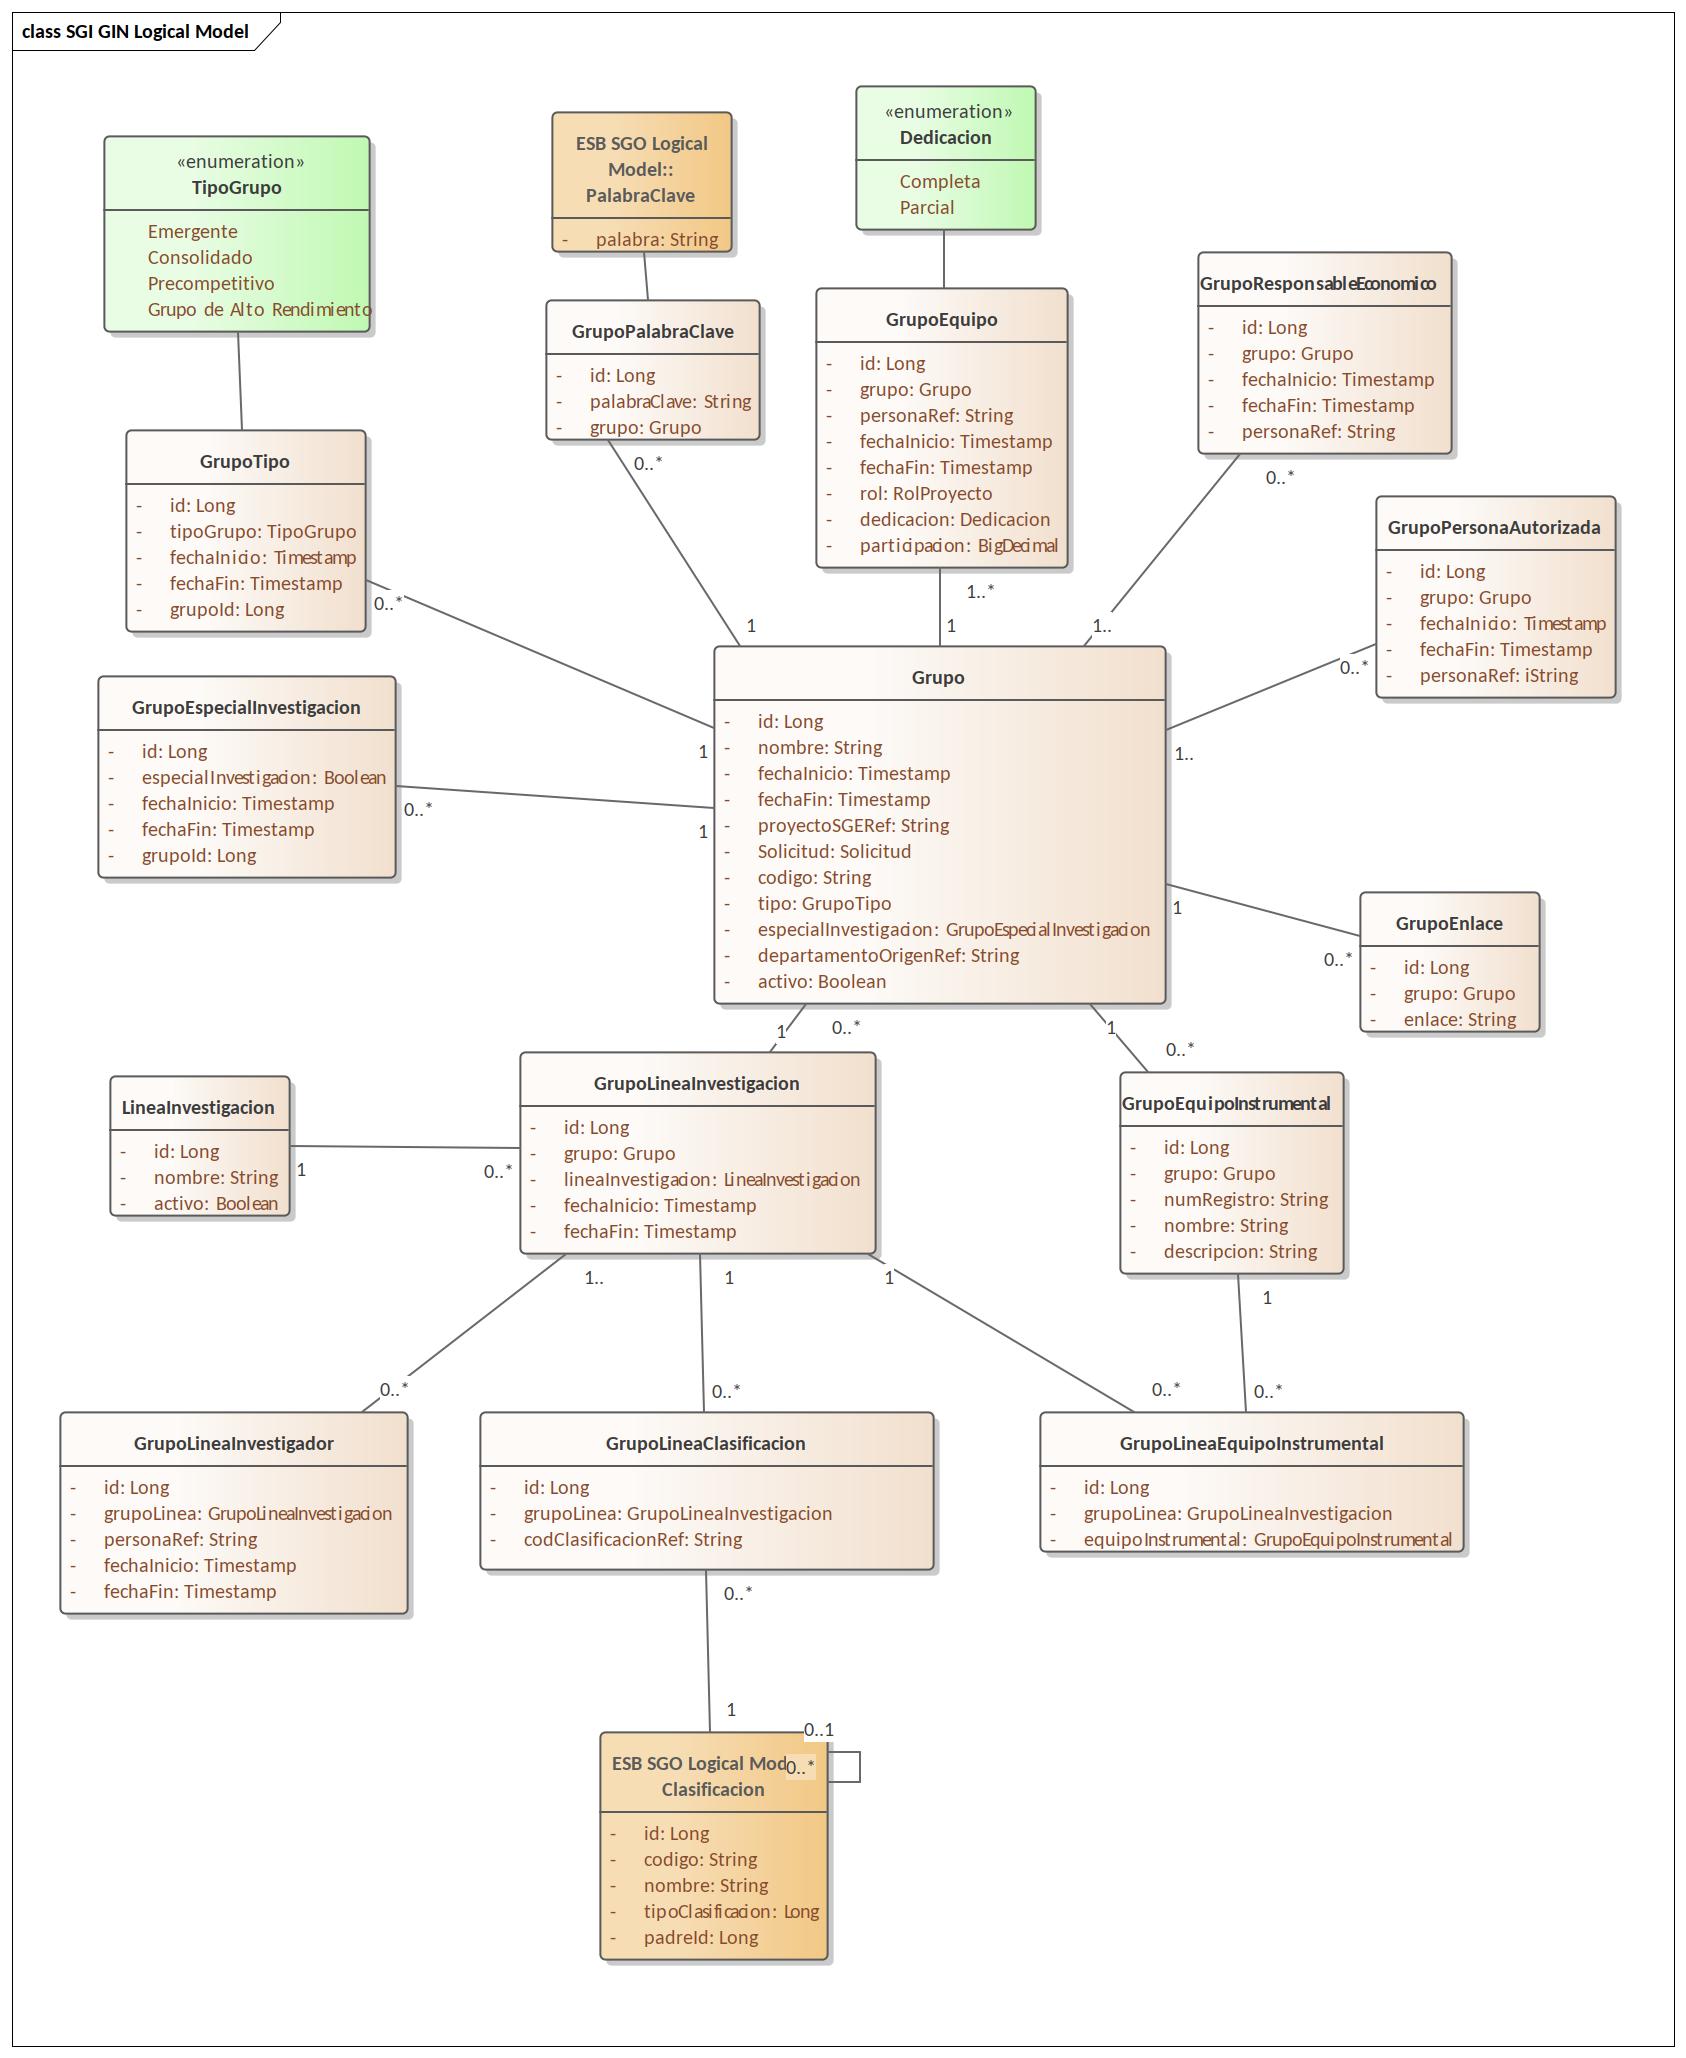 class SGI GIN Logical Model
«enumeration»
TipoGrupo
Emergente
Consolidado
Precompetitivo
Grupo de Alto Rendimiento
ESB SGO Logical
Model::
PalabraClave
- palabra: String
«enumeration»
Dedicacion
Completa
Parcial
GrupoPalabraClave
- id: Long
- palabraClave: String
- grupo: Grupo
0..*
1
GrupoEquipo
- id: Long
- grupo: Grupo
- personaRef: String
- fechaInicio: Timestamp
- fechaFin: Timestamp
- rol: RolProyecto
- dedicacion: Dedicacion
- participacion: BigDecimal
1..*
1
GrupoResponsableEconomico
- id: Long
- grupo: Grupo
- fechaInicio: Timestamp
- fechaFin: Timestamp
- personaRef: String
0..*
1..
GrupoTipo
- id: Long
- tipoGrupo: TipoGrupo
- fechaInicio: Timestamp
- fechaFin: Timestamp
- grupoId: Long
0..*
1
GrupoPersonaAutorizada
- id: Long
- grupo: Grupo
- fechaInicio: Timestamp
- fechaFin: Timestamp
- personaRef: iString
0..*
1..
GrupoEspecialInvestigacion
- id: Long
- especialInvestigacion: Boolean
- fechaInicio: Timestamp
- fechaFin: Timestamp
- grupoId: Long
0..*
1
Grupo
- id: Long
- nombre: String
- fechaInicio: Timestamp
- fechaFin: Timestamp
- proyectoSGERef: String
- Solicitud: Solicitud
- codigo: String
- tipo: GrupoTipo
- especialInvestigacion: GrupoEspecialInvestigacion
- departamentoOrigenRef: String
- activo: Boolean
1
0..*
GrupoEnlace
- id: Long
- grupo: Grupo
- enlace: String
1
0..*
1
0..*
LineaInvestigacion
- id: Long
- nombre: String
- activo: Boolean
1
0..*
GrupoLineaInvestigacion
- id: Long
- grupo: Grupo
- lineaInvestigacion: LineaInvestigacion
- fechaInicio: Timestamp
- fechaFin: Timestamp
GrupoEquipoInstrumental
- id: Long
- grupo: Grupo
- numRegistro: String
- nombre: String
- descripcion: String
1..
1
1
1
0..*
0..*
0..*
0..*
GrupoLineaInvestigador
- id: Long
- grupoLinea: GrupoLineaInvestigacion
- personaRef: String
- fechaInicio: Timestamp
- fechaFin: Timestamp
GrupoLineaClasificacion
- id: Long
- grupoLinea: GrupoLineaInvestigacion
- codClasificacionRef: String
GrupoLineaEquipoInstrumental
- id: Long
- grupoLinea: GrupoLineaInvestigacion
- equipoInstrumental: GrupoEquipoInstrumental
0..*
1
0..1
0..*
ESB SGO Logical Mod
Clasificacion
- id: Long
- codigo: String
- nombre: String
- tipoClasificacion: Long
- padreId: Long